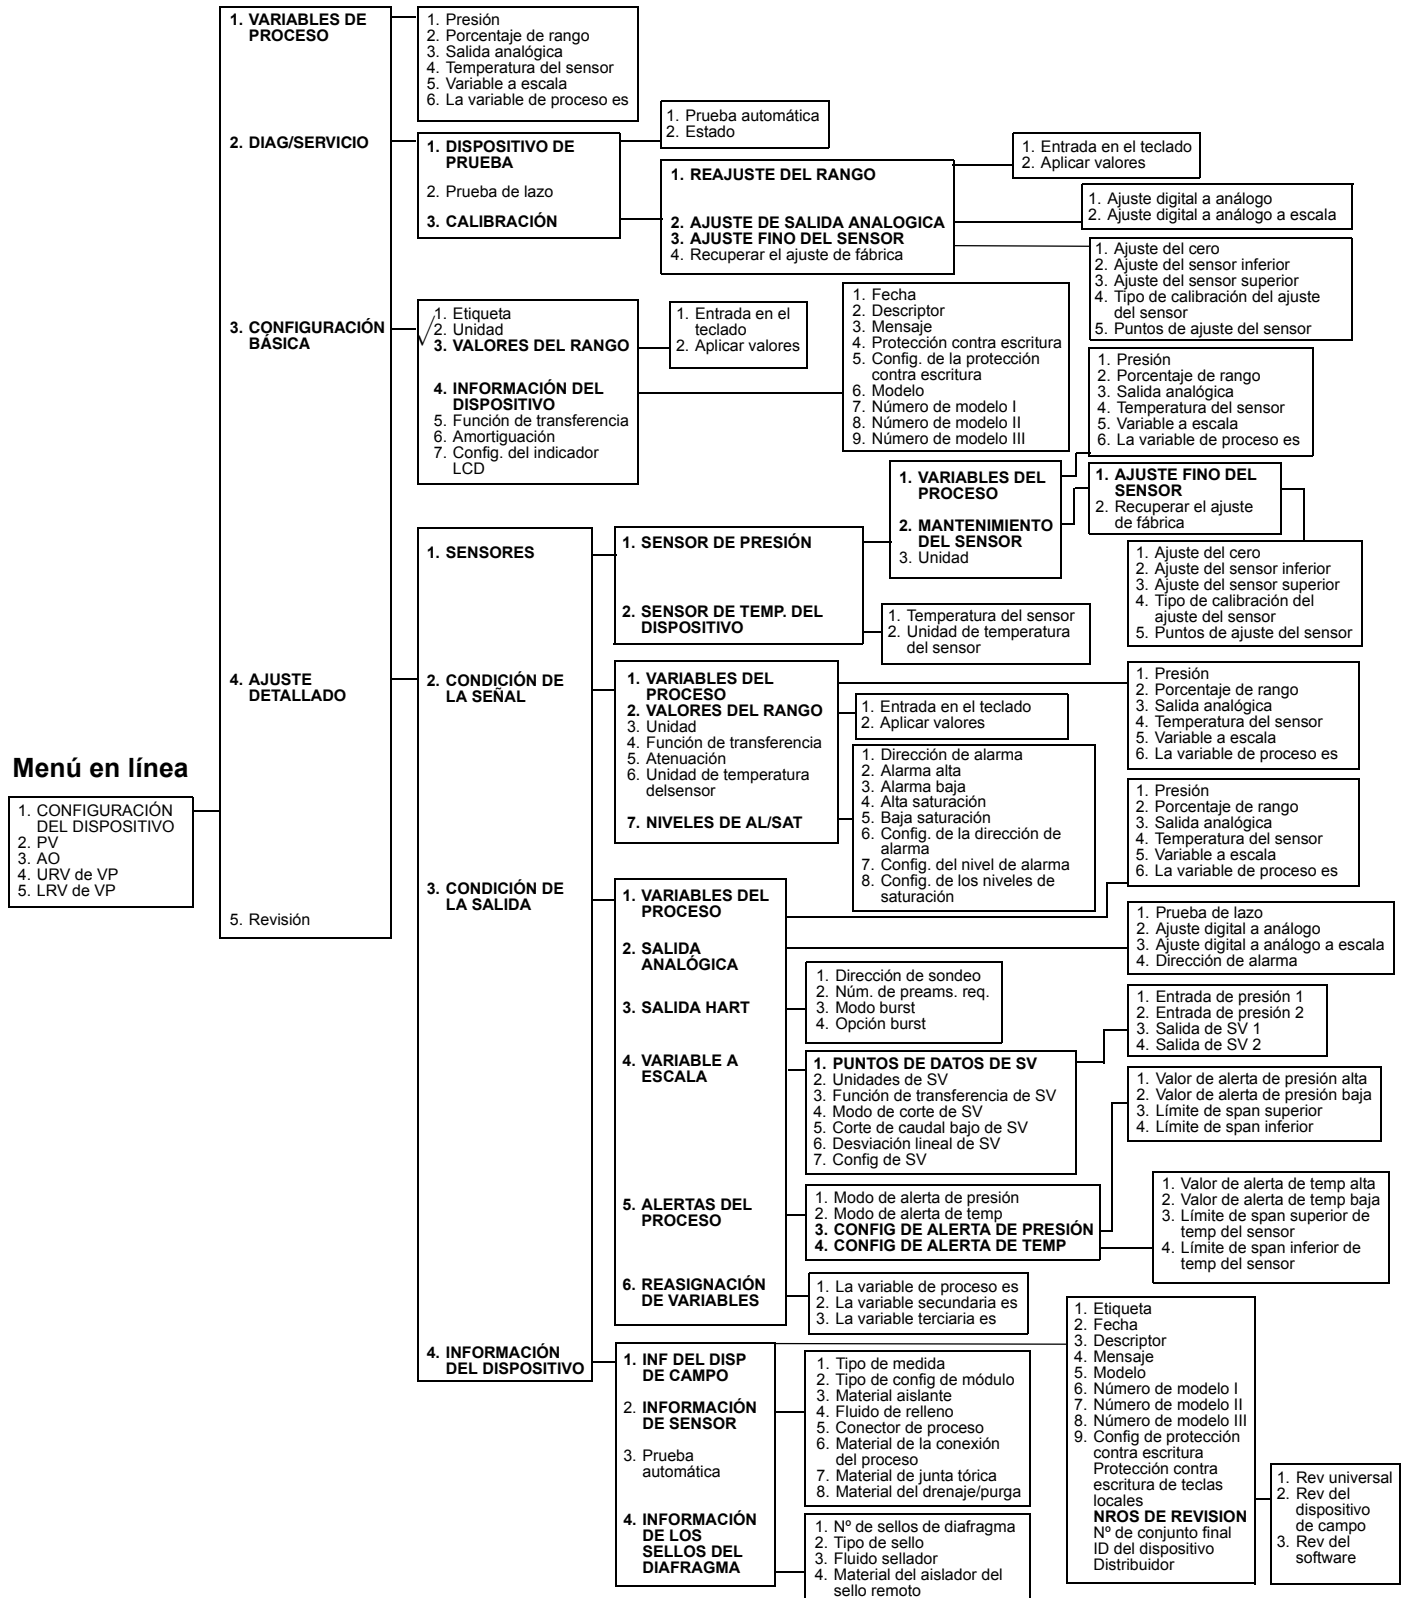 1. VARIABLES DE
PROCESO
2. DIAG/SERVICIO
3. CONFIGURACIÓN
BÁSICA
4. AJUSTE
DETALLADO
5. Revisión
Menú en línea
1. CONFIGURACIÓN
DEL DISPOSITIVO
2. PV
3. AO
4. URV de VP
5. LRV de VP
1. Presión
2. Porcentaje de rango
3. Salida analógica
4. Temperatura del sensor
5. Variable a escala
6. La variable de proceso es
1. DISPOSITIVO DE
PRUEBA
2. Prueba de lazo
3. CALIBRACIÓN
1. Prueba automática
2. Estado
1. REAJUSTE DEL RANGO
2. AJUSTE DE SALIDA ANALOGICA
3. AJUSTE FINO DEL SENSOR
4. Recuperar el ajuste de fábrica
1. Entrada en el teclado
2. Aplicar valores
1. Ajuste digital a análogo
2. Ajuste digital a análogo a escala
1. Ajuste del cero
2. Ajuste del sensor inferior
3. Ajuste del sensor superior
4. Tipo de calibración del ajuste
del sensor
5. Puntos de ajuste del sensor
1. Etiqueta
2. Unidad
3. VALORES DEL RANGO
4. INFORMACIÓN DEL
DISPOSITIVO
5. Función de transferencia
6. Amortiguación
7. Config. del indicador
LCD
1. Entrada en el
teclado
2. Aplicar valores
1. Fecha
2. Descriptor
3. Mensaje
4. Protección contra escritura
5. Config. de la protección
contra escritura
6. Modelo
7. Número de modelo I
8. Número de modelo II
9. Número de modelo III
1. SENSORES
2. CONDICIÓN DE
LA SEÑAL
3. CONDICIÓN DE
LA SALIDA
4. INFORMACIÓN
DEL DISPOSITIVO
1. SENSOR DE PRESIÓN
2. SENSOR DE TEMP. DEL
DISPOSITIVO
1. VARIABLES DEL
PROCESO
2. MANTENIMIENTO
DEL SENSOR
3. Unidad
1. Presión
2. Porcentaje de rango
3. Salida analógica
4. Temperatura del sensor
5. Variable a escala
6. La variable de proceso es
1. AJUSTE FINO DEL
SENSOR
2. Recuperar el ajuste
de fábrica
1. Ajuste del cero
2. Ajuste del sensor inferior
3. Ajuste del sensor superior
4. Tipo de calibración del
ajuste del sensor
5. Puntos de ajuste del sensor
1. Temperatura del sensor
2. Unidad de temperatura
del sensor
1. VARIABLES DEL
PROCESO
2. VALORES DEL RANGO
3. Unidad
4. Función de transferencia
5. Atenuación
6. Unidad de temperatura
delsensor
7. NIVELES DE AL/SAT
1. Presión
2. Porcentaje de rango
3. Salida analógica
4. Temperatura del sensor
5. Variable a escala
6. La variable de proceso es
1. Entrada en el teclado
2. Aplicar valores
1. Dirección de alarma
2. Alarma alta
3. Alarma baja
4. Alta saturación
5. Baja saturación
6. Config. de la dirección de
alarma
7. Config. del nivel de alarma
8. Config. de los niveles de
saturación
1. VARIABLES DEL
PROCESO
2. SALIDA
ANALÓGICA
3. SALIDA HART
4. VARIABLE A
ESCALA
5. ALERTAS DEL
PROCESO
6. REASIGNACIÓN
DE VARIABLES
1. Presión
2. Porcentaje de rango
3. Salida analógica
4. Temperatura del sensor
5. Variable a escala
6. La variable de proceso es
1. Prueba de lazo
2. Ajuste digital a análogo
3. Ajuste digital a análogo a escala
4. Dirección de alarma
1. Dirección de sondeo
2. Núm. de preams. req.
3. Modo burst
4. Opción burst
1. PUNTOS DE DATOS DE SV
2. Unidades de SV
3. Función de transferencia de SV
4. Modo de corte de SV
5. Corte de caudal bajo de SV
6. Desviación lineal de SV
7. Config de SV
1. Entrada de presión 1
2. Entrada de presión 2
3. Salida de SV 1
4. Salida de SV 2
1. Modo de alerta de presión
2. Modo de alerta de temp
3. CONFIG DE ALERTA DE PRESIÓN
4. CONFIG DE ALERTA DE TEMP
1. Valor de alerta de presión alta
2. Valor de alerta de presión baja
3. Límite de span superior
4. Límite de span inferior
1. Valor de alerta de temp alta
2. Valor de alerta de temp baja
3. Límite de span superior de
temp del sensor
4. Límite de span inferior de
temp del sensor
1. La variable de proceso es
2. La variable secundaria es
3. La variable terciaria es
1. INF DEL DISP
DE CAMPO
2. INFORMACIÓN
DE SENSOR
3. Prueba
automática
4. INFORMACIÓN
DE LOS
SELLOS DEL
DIAFRAGMA
1. Etiqueta
2. Fecha
3. Descriptor
4. Mensaje
5. Modelo
6. Número de modelo I
7. Número de modelo II
8. Número de modelo III
9. Config de protección
contra escritura
Protección contra
escritura de teclas
locales
NROS DE REVISION
Nº de conjunto final
ID del dispositivo
Distribuidor
1. Rev universal
2. Rev del
dispositivo
de campo
3. Rev del
software
1. Tipo de medida
2. Tipo de config de módulo
3. Material aislante
4. Fluido de relleno
5. Conector de proceso
6. Material de la conexión
del proceso
7. Material de junta tórica
8. Material del drenaje/purga
1. Nº de sellos de diafragma
2. Tipo de sello
3. Fluido sellador
4. Material del aislador del
sello remoto